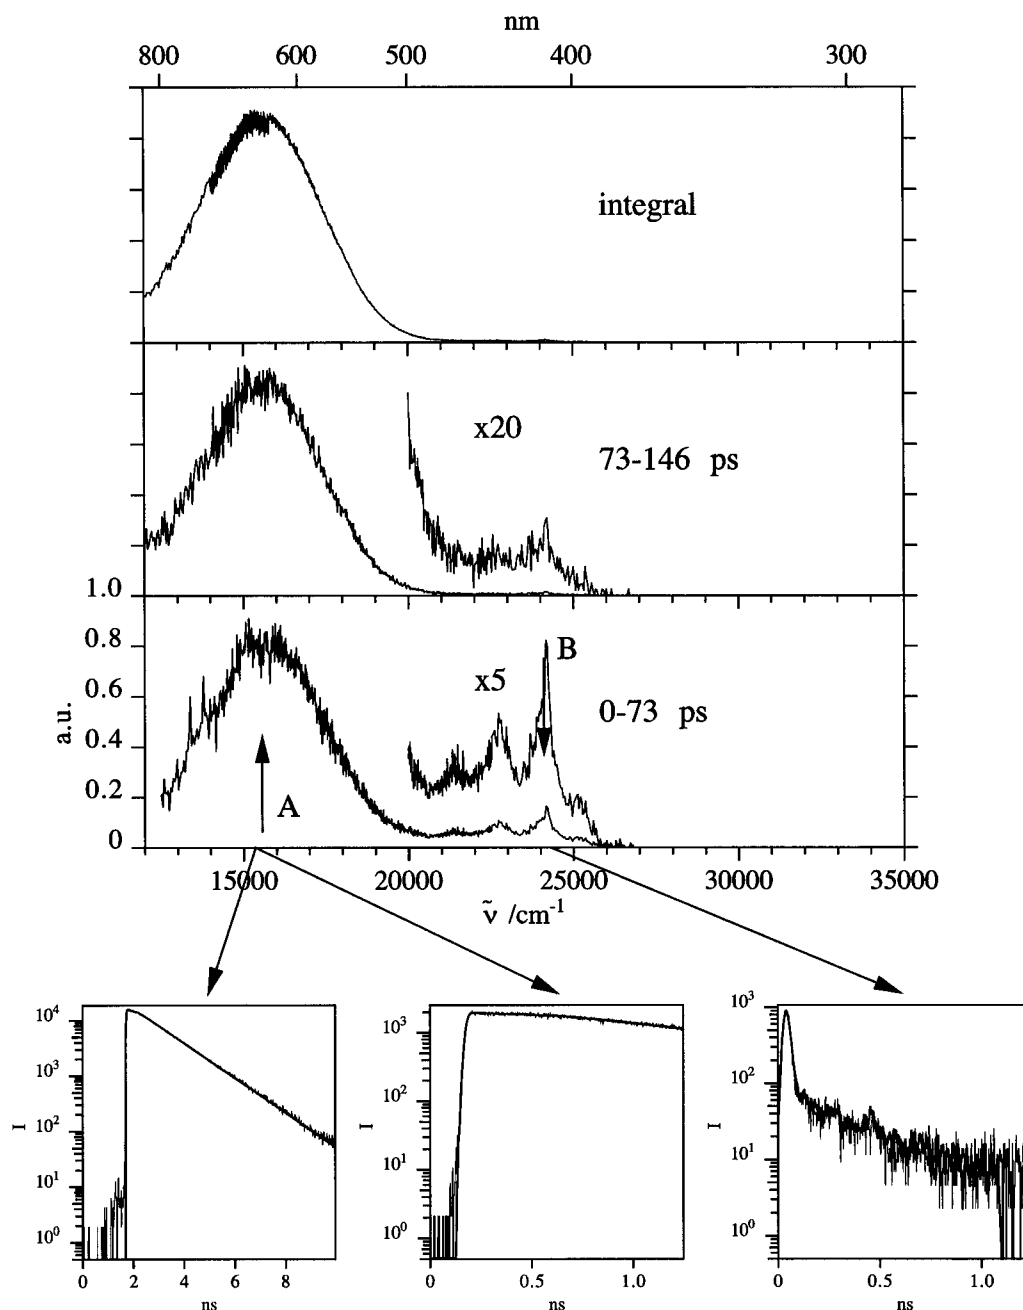 nm
800 600 500 400 300
integral
x20
73-146 ps
1.0
0.8
B
x5
0.6
0-73 ps
a.u.
0.4
0.2
A
0
15000 20000 25000 30000 35000
ṽ /cm⁻¹
10⁴
10³
10²
10¹
10⁰
I
0 2 4 6 8
ns
10³
10²
10¹
10⁰
I
0 0.5 1.0
ns
10³
10²
10¹
10⁰
I
0 0.5 1.0
ns